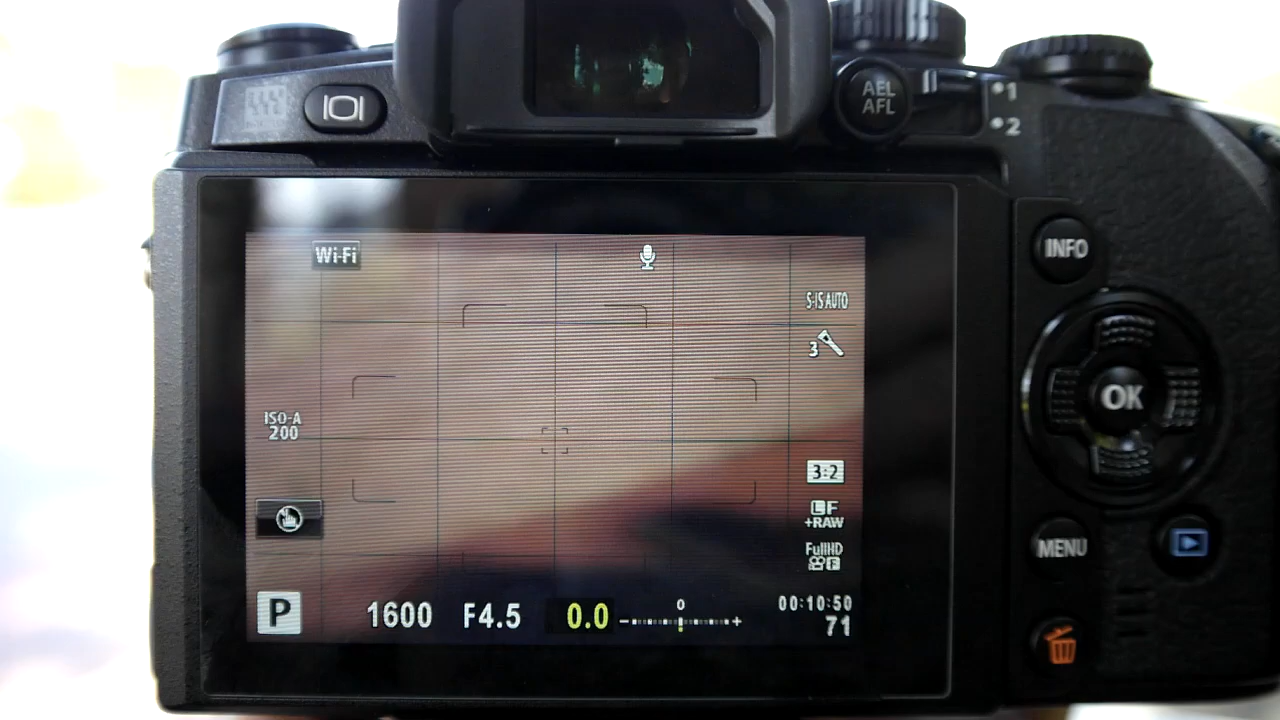 AEL
AFL
1
2
Wi-Fi
S-IS AUTO
3
INFO
OK
ISO-A
200
3:2
LF
+RAW
FullHD
F
MENU
P
1600
F4.5
0.0
0
00:10:50
71